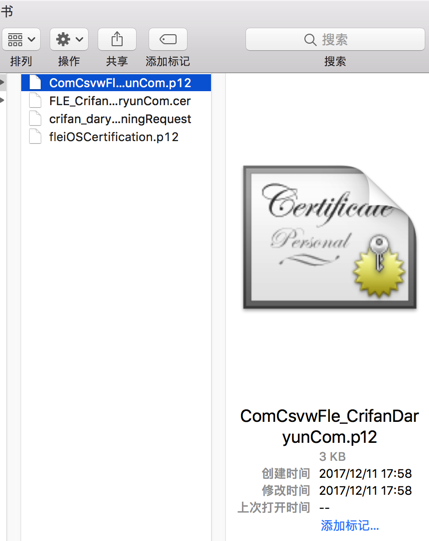 书
排列
操作
共享
添加标记
搜索
搜索
ComCsvwFl...unCom.p12
FLE_Crifan...ryunCom.cer
crifan_dary...ningRequest
fleiOSCertification.p12
Certificate
Personal
ComCsvwFle_CrifanDar
yunCom.p12
3 KB
创建时间 2017/12/11 17:58
修改时间 2017/12/11 17:58
上次打开时间 --
添加标记...